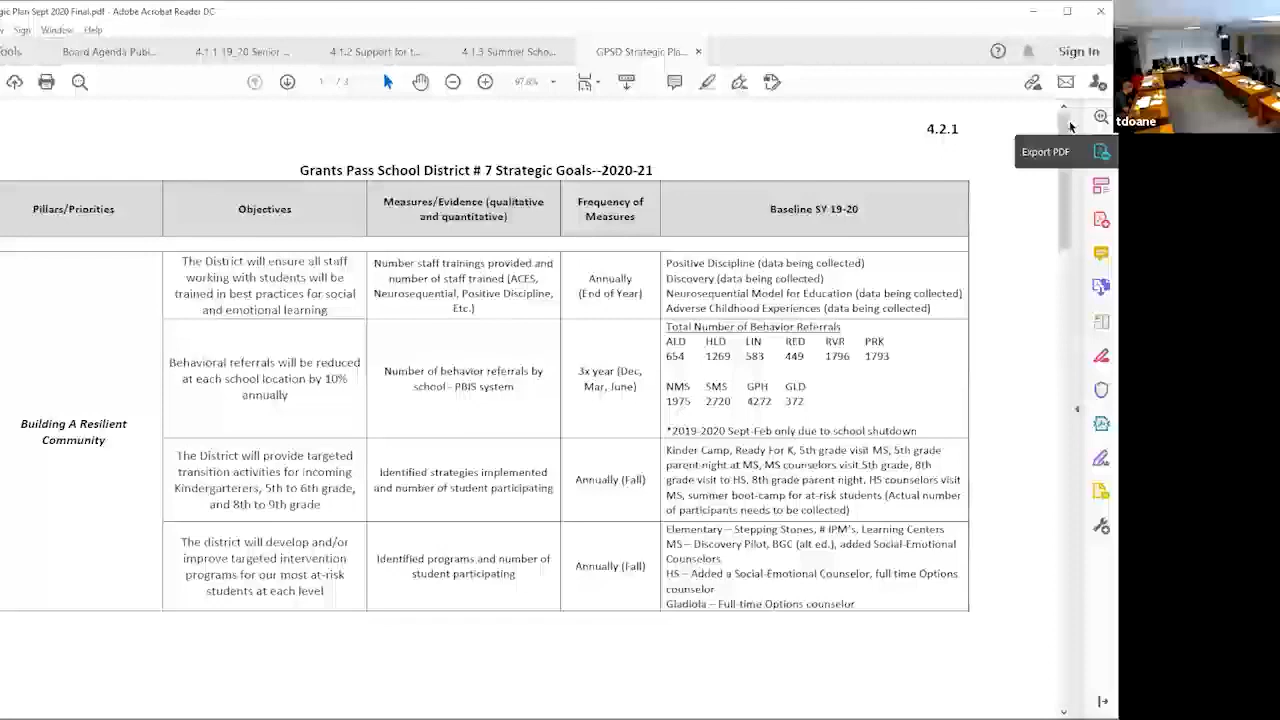 gic Plan Sept 2020 Final.pdf - Adobe Acrobat Reader DC
Sign Window Help
Tools Board Agenda Publ... 4.1.1 19_20 Senior ... 4.1.2 Support for t... 4.1.3 Summer Scho... GPSD Strategic Pla... × Sign In
1 / 3 97.6%
tdoane
4.2.1
Export PDF
Grants Pass School District # 7 Strategic Goals--2020-21
Pillars/Priorities
Objectives
Measures/Evidence (qualitative
and quantitative)
Frequency of
Measures
Baseline SY 19-20
Building A Resilient
Community
The District will ensure all staff
working with students will be
trained in best practices for social
and emotional learning
Number staff trainings provided and
number of staff trained (ACES,
Neurosequential, Positive Discipline,
Etc.)
Annually
(End of Year)
Positive Discipline (data being collected)
Discovery (data being collected)
Neurosequential Model for Education (data being collected)
Adverse Childhood Experiences (data being collected)
Behavioral referrals will be reduced
at each school location by 10%
annually
Number of behavior referrals by
school - PBIS system
3x year (Dec,
Mar, June)
Total Number of Behavior Referrals
ALD HLD LIN RED RVR PRK
654 1269 583 449 1796 1793
NMS SMS GPH GLD
1975 2720 4272 372
*2019-2020 Sept-Feb only due to school shutdown
The District will provide targeted
transition activities for incoming
Kindergarterers, 5th to 6th grade,
and 8th to 9th grade
Identified strategies implemented
and number of student participating
Annually (Fall)
Kinder Camp, Ready For K, 5th grade visit MS, 5th grade
parent night at MS, MS counselors visit 5th grade, 8th
grade visit to HS, 8th grade parent night, HS counselors visit
MS, summer boot-camp for at-risk students (Actual number
of participants needs to be collected)
The district will develop and/or
improve targeted intervention
programs for our most at-risk
students at each level
Identified programs and number of
student participating
Annually (Fall)
Elementary – Stepping Stones, # IPM's, Learning Centers
MS – Discovery Pilot, BGC (alt ed.), added Social-Emotional
Counselors
HS – Added a Social-Emotional Counselor, full time Options
counselor
Gladiola – Full-time Options counselor